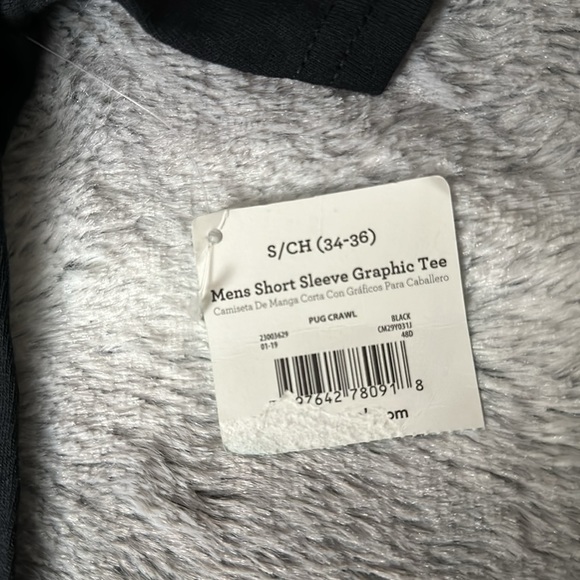 S/CH (34-36)
Mens Short Sleeve Graphic Tee
Camiseta De Manga Corta Con Gráficos Para Caballero
PUG CRAWL
23003629 BLACK
01-19 CM29Y031J
48D
97642 78091 8